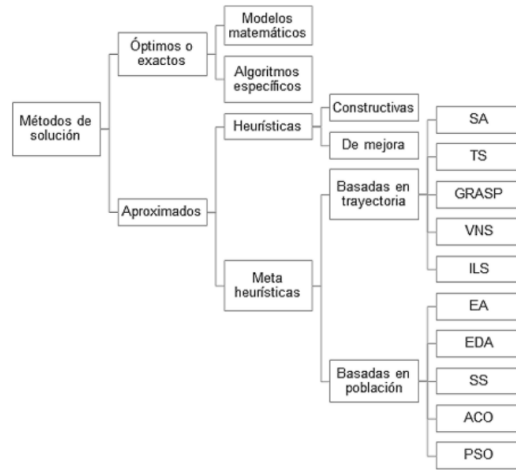 Modelos
matemáticos
Óptimos o
exactos
Algoritmos
específicos
Métodos de
solución
Heurísticas
Constructivas
De mejora
Aproximados
Meta
heurísticas
Basadas en
trayectoria
SA
TS
GRASP
VNS
ILS
Basadas en
población
EA
EDA
SS
ACO
PSO